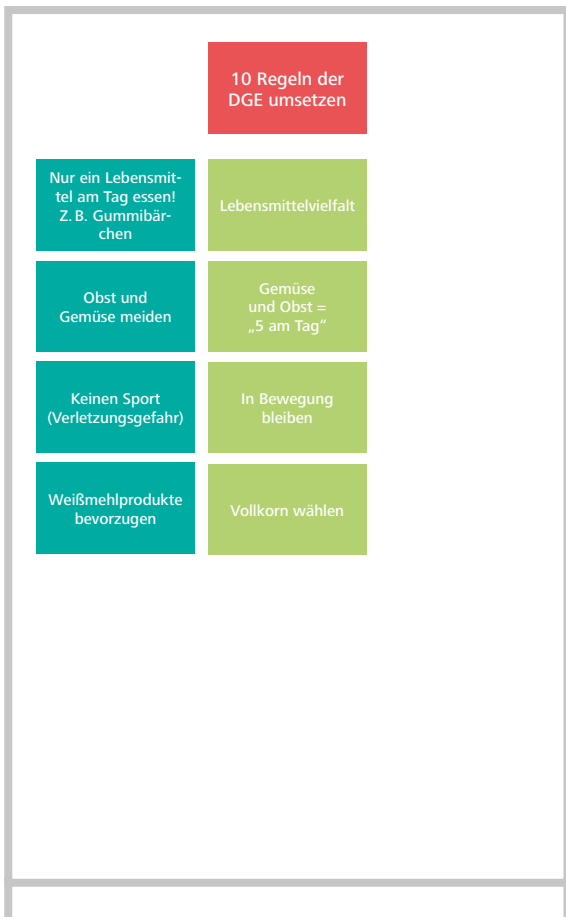 10 Regeln der
DGE umsetzen
Nur ein Lebensmit-
tel am Tag essen!
Z. B. Gummibär-
chen
Lebensmittelvielfalt
Obst und
Gemüse meiden
Gemüse
und Obst =
„5 am Tag“
Keinen Sport
(Verletzungsgefahr)
In Bewegung
bleiben
Weißmehlprodukte
bevorzugen
Vollkorn wählen